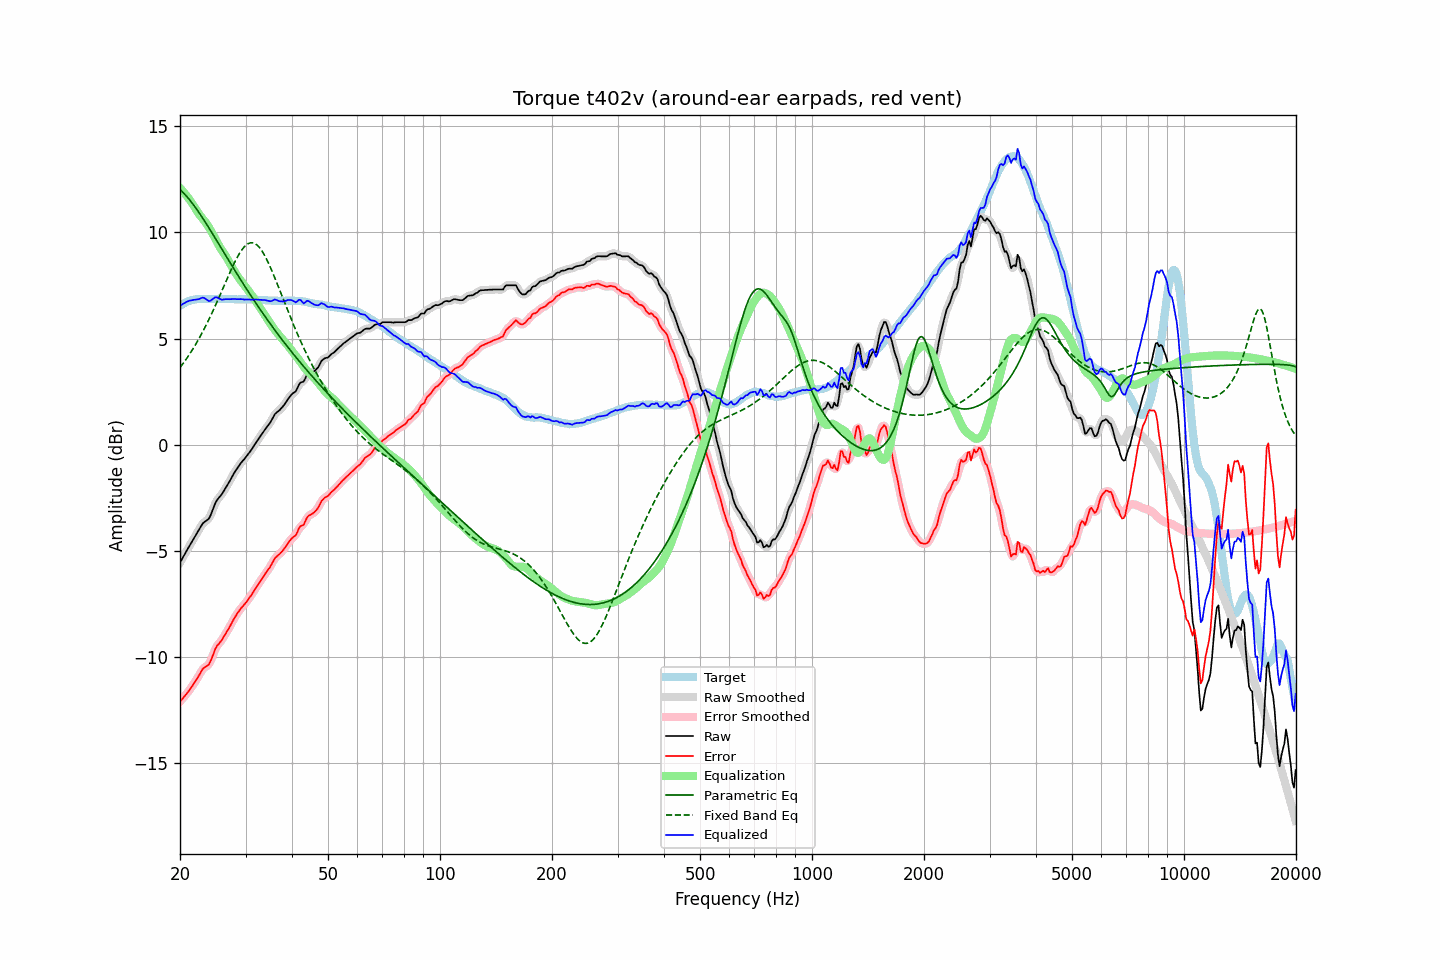 Torque t402v (around-ear earpads, red vent)
15
10
5
0
−5
−10
−15
Amplitude (dBr)
Target
Raw Smoothed
Error Smoothed
Raw
Error
Equalization
Parametric Eq
Fixed Band Eq
Equalized
20 50 100 200 500 1000 2000 5000 10000 20000
Frequency (Hz)